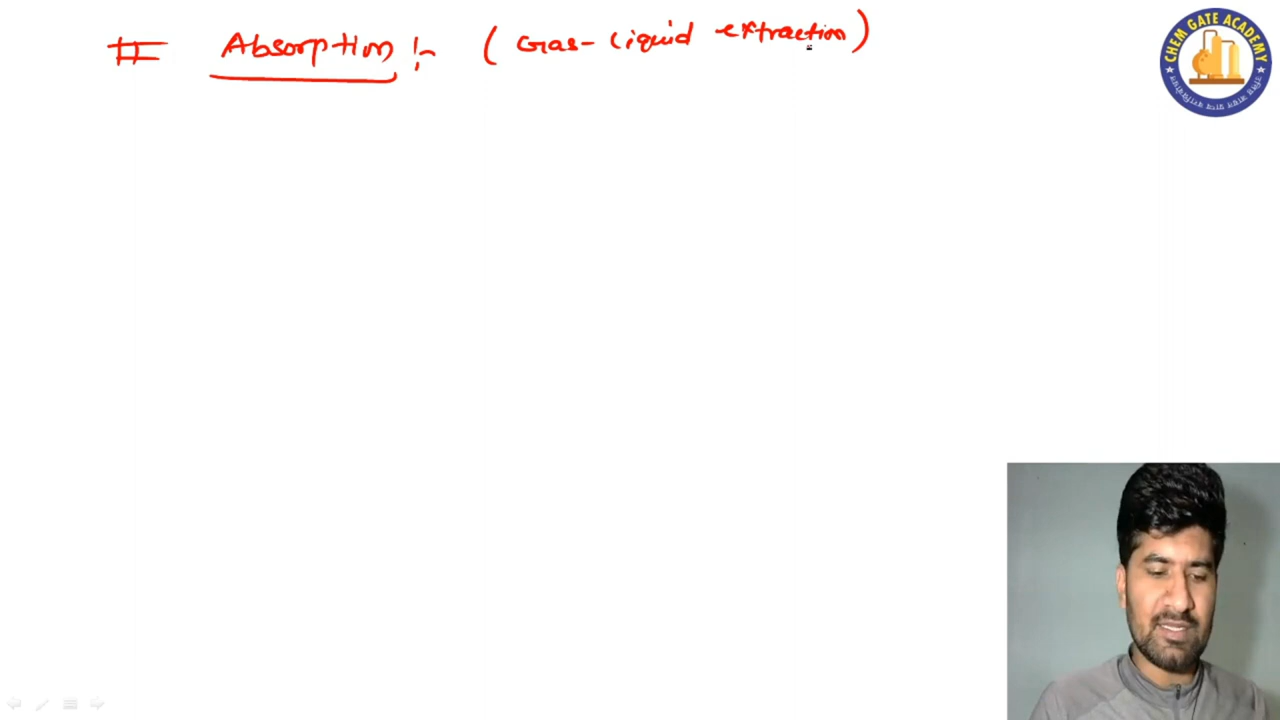 # Absorption :- (Gas-Liquid extraction)
CHEM GATE ACADEMY